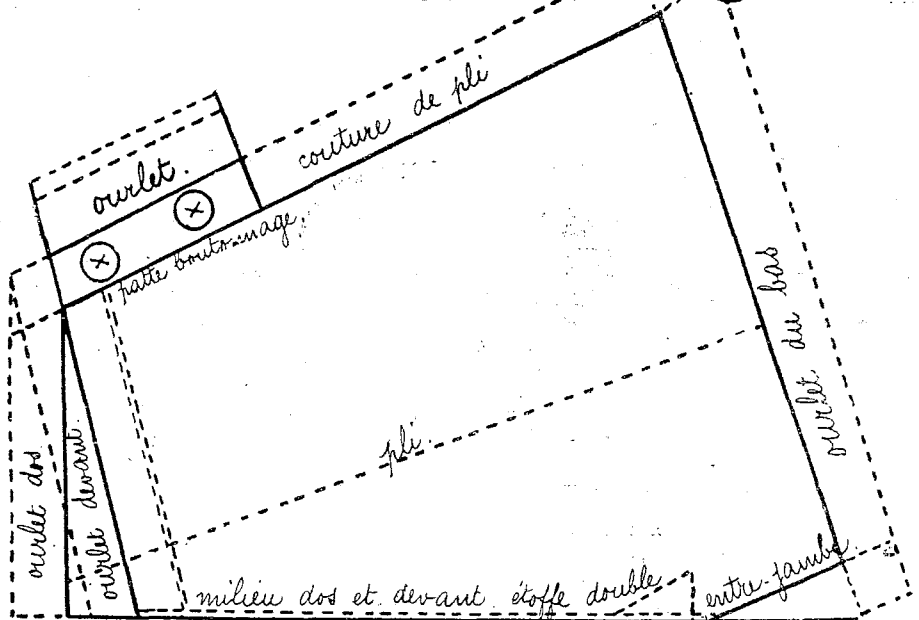 couture de pli
ourlet.
patte boutonnage.
ourlet du bas
pli.
ourlet dos
ourlet devant.
milieu dos et devant étoffe double
entre-jambe